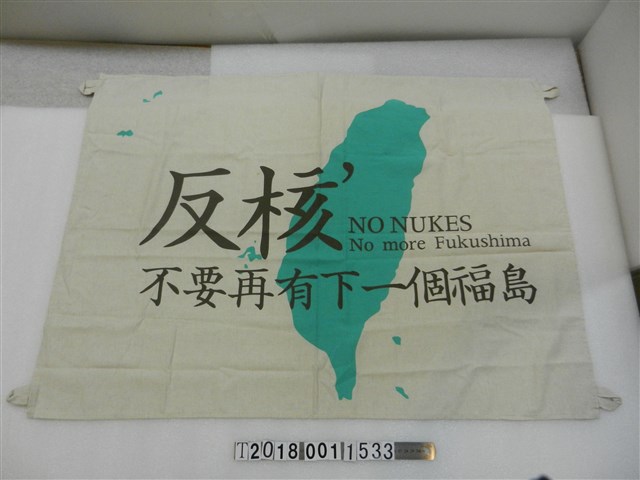 反核'
NO NUKES
No more Fukushima
不要再有下一個福島
T2018 001 1533